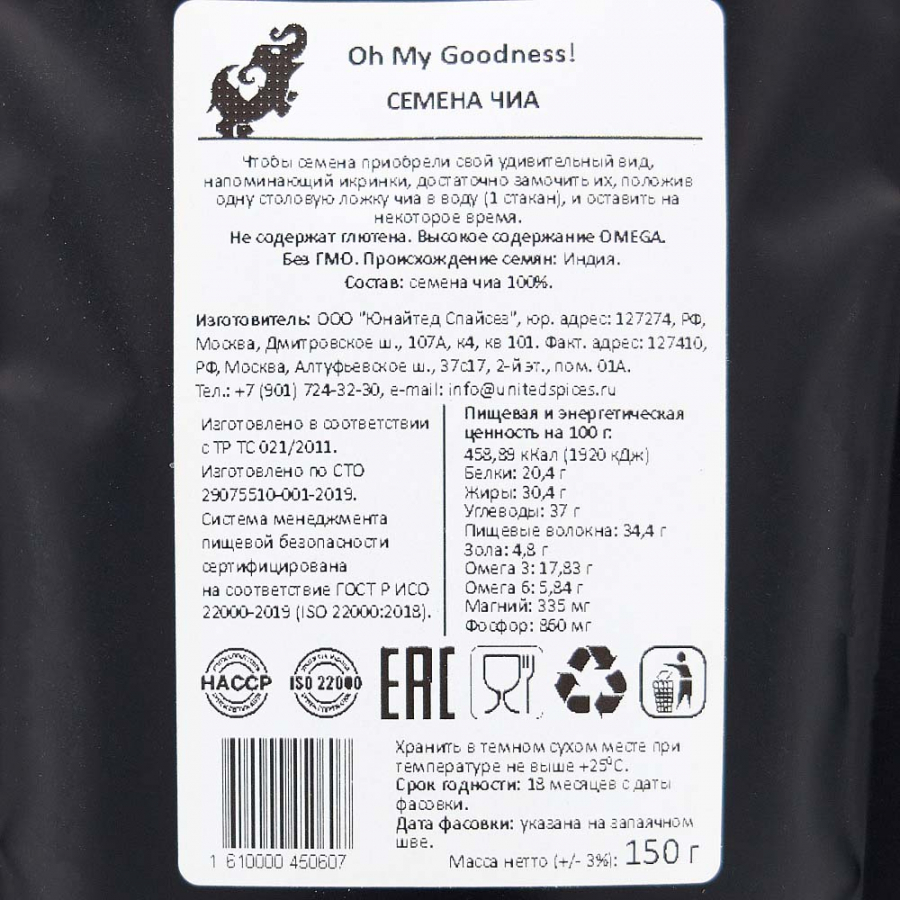 Oh My Goodness!
СЕМЕНА ЧИА
Чтобы семена приобрели свой удивительный вид,
напоминающий икринки, достаточно замочить их, положив
одну столовую ложку чиа в воду (1 стакан), и оставить на
некоторое время.
Не содержат глютена. Высокое содержание OMEGA.
Без ГМО. Происхождение семян: Индия.
Состав: семена чиа 100%.
Изготовитель: ООО "Юнайтед Спайсез", юр. адрес: 127274, РФ,
Москва, Дмитровское ш., 107А, к4, кв 101. Факт. адрес: 127410,
РФ, Москва, Алтуфьевское ш., 37с17, 2-й эт., пом. 01А.
Тел.: +7 (901) 724-32-30, e-mail: info@unitedspices.ru
Изготовлено в соответствии
с ТР ТС 021/2011.
Изготовлено по СТО
29075510-001-2019.
Система менеджмента
пищевой безопасности
сертифицирована
на соответствие ГОСТ Р ИСО
22000-2019 (ISO 22000:2018).
Пищевая и энергетическая
ценность на 100 г:
458,89 кКал (1920 кДж)
Белки: 20,4 г
Жиры: 30,4 г
Углеводы: 37 г
Пищевые волокна: 34,4 г
Зола: 4,8 г
Омега 3: 17,83 г
Омега 6: 5,84 г
Магний: 335 мг
Фосфор: 860 мг
HACCP
ISO 22000
EAC
Хранить в темном сухом месте при
температуре не выше +25⁰С.
Срок годности: 18 месяцев с даты
фасовки.
Дата фасовки: указана на запаячном
шве.
Масса нетто (+/- 3%): 150 г
1 610000 450607